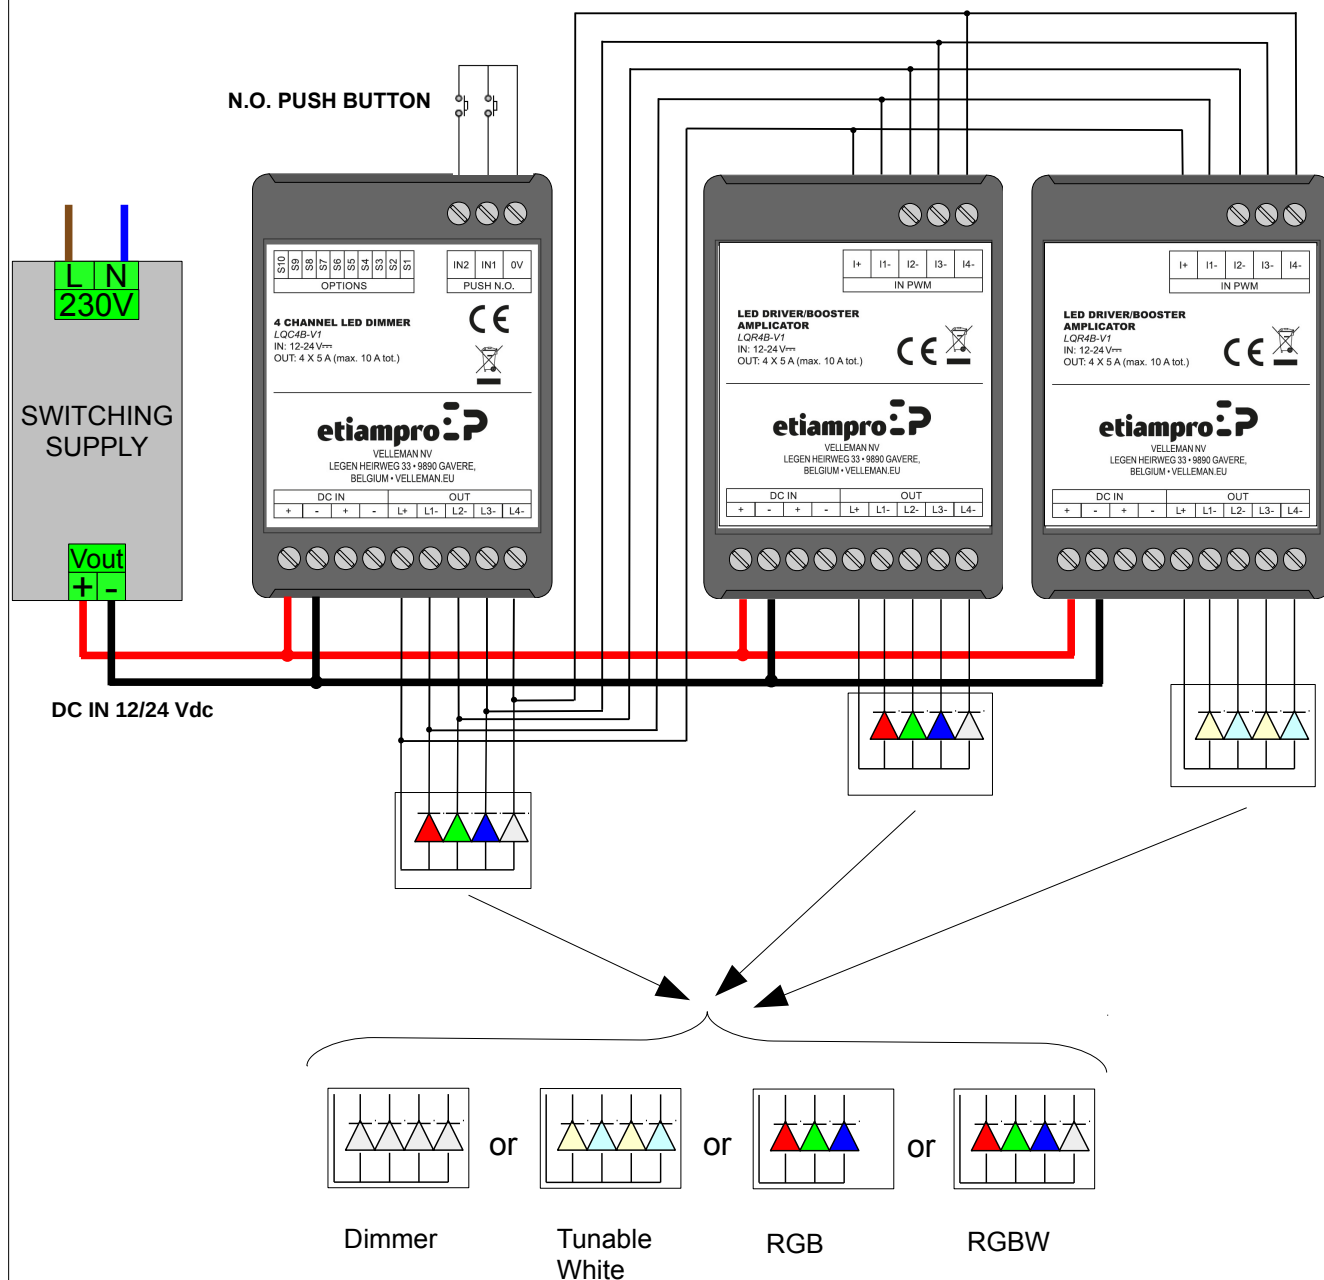 N.O. PUSH BUTTON
L N
230V
SWITCHING
SUPPLY
Vout
+ -
DC IN 12/24 Vdc
S10 S9 S8 S7 S6 S5 S4 S3 S2 S1
OPTIONS
IN2 IN1 0V
PUSH N.O.
4 CHANNEL LED DIMMER
LQC4B-V1
IN: 12-24 V
OUT: 4 X 5 A (max. 10 A tot.)
CE
etiampro
VELLEMAN NV
LEGEN HEIRWEG 33 • 9890 GAVERE,
BELGIUM • VELLEMAN.EU
DC IN OUT
+ - + - L+ L1- L2- L3- L4-
I+ I1- I2- I3- I4-
IN PWM
LED DRIVER/BOOSTER
AMPLICATOR
LQR4B-V1
IN: 12-24 V
OUT: 4 X 5 A (max. 10 A tot.)
CE
etiampro
VELLEMAN NV
LEGEN HEIRWEG 33 • 9890 GAVERE,
BELGIUM • VELLEMAN.EU
DC IN OUT
+ - + - L+ L1- L2- L3- L4-
I+ I1- I2- I3- I4-
IN PWM
LED DRIVER/BOOSTER
AMPLICATOR
LQR4B-V1
IN: 12-24 V
OUT: 4 X 5 A (max. 10 A tot.)
CE
etiampro
VELLEMAN NV
LEGEN HEIRWEG 33 • 9890 GAVERE,
BELGIUM • VELLEMAN.EU
DC IN OUT
+ - + - L+ L1- L2- L3- L4-
or or or
Dimmer
Tunable
White
RGB
RGBW